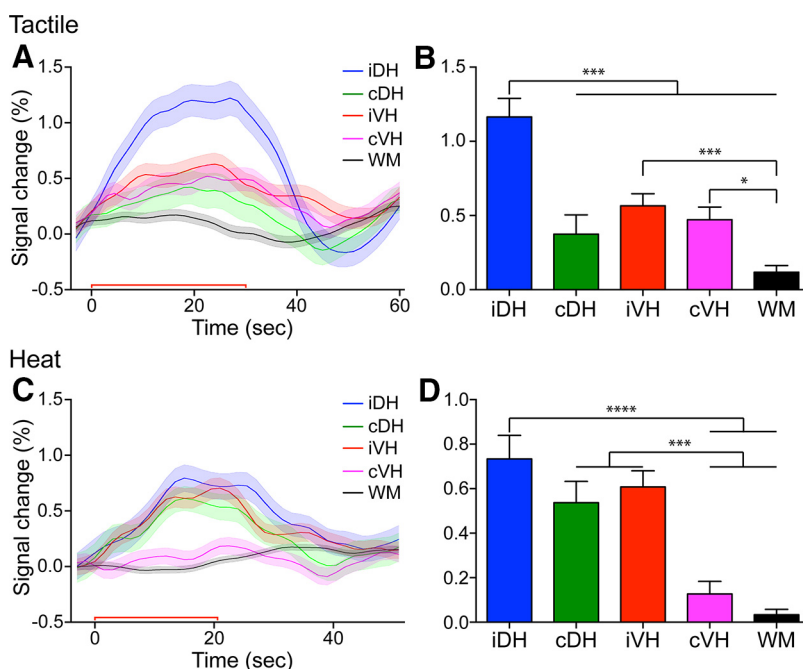 Tactile
A
Signal change (%)
1.5
1.0
0.5
0.0
-0.5
iDH
cDH
iVH
cVH
WM
0 20 40 60
Time (sec)
B
1.5
1.0
0.5
0.0
***
***
*
iDH cDH iVH cVH WM
Heat
C
Signal change (%)
1.5
1.0
0.5
0.0
-0.5
iDH
cDH
iVH
cVH
WM
0 20 40
Time (sec)
D
1.0
0.8
0.6
0.4
0.2
0.0
****
***
iDH cDH iVH cVH WM